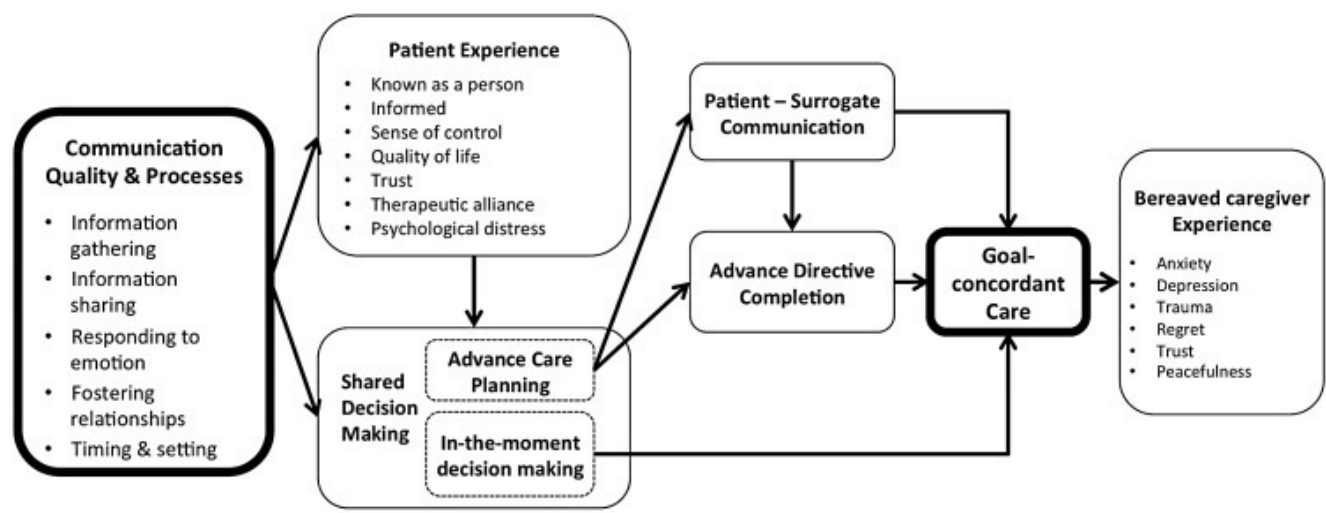 Communication
Quality & Processes
• Information
gathering
• Information
sharing
• Responding to
emotion
• Fostering
relationships
• Timing & setting
Patient Experience
• Known as a person
• Informed
• Sense of control
• Quality of life
• Trust
• Therapeutic alliance
• Psychological distress
Shared
Decision
Making
Advance Care
Planning
In-the-moment
decision making
Patient – Surrogate
Communication
Advance Directive
Completion
Goal-
concordant
Care
Bereaved caregiver
Experience
• Anxiety
• Depression
• Trauma
• Regret
• Trust
• Peacefulness